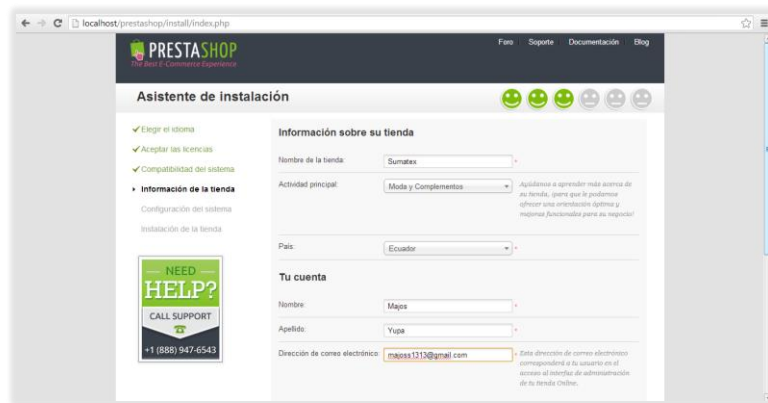 localhost/prestashop/install/index.php
PRESTASHOP
The Best E-Commerce Experience
Foro Soporte Documentación Blog
Asistente de instalación
Elegir el idioma
Aceptar las licencias
Compatibilidad del sistema
Información de la tienda
Configuración del sistema
Instalación de la tienda
NEED
HELP?
CALL SUPPORT
+1 (888) 947-6543
Información sobre su tienda
Nombre de la tienda: Sumatex *
Actividad principal: Moda y Complementos
Ayúdanos a aprender más acerca de
su tienda, ¡para que le podamos
ofrecer una orientación óptima y
mejoras funcionales para su negocio!
País: Ecuador *
Tu cuenta
Nombre: Majos *
Apellido: Yupa *
Dirección de correo electrónico: majoss1313@gmail.com *
Esta dirección de correo electrónico
corresponderá a tu usuario en el
acceso al interfaz de administración
de tu tienda Online.